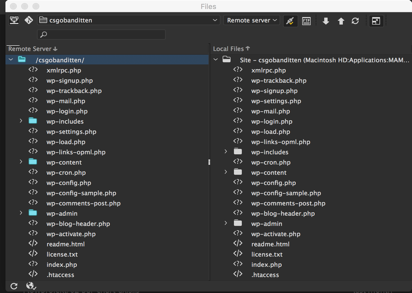 Files
csgobanditten
Remote server
Remote Server ↓
Local Files ↑
/csgobanditten/
xmlrpc.php
wp-signup.php
wp-trackback.php
wp-mail.php
wp-login.php
wp-includes
wp-settings.php
wp-load.php
wp-links-opml.php
wp-content
wp-cron.php
wp-config.php
wp-config-sample.php
wp-comments-post.php
wp-admin
wp-blog-header.php
wp-activate.php
readme.html
license.txt
index.php
.htaccess
Site - csgobanditten (Macintosh HD:Applications:MAM
xmlrpc.php
wp-trackback.php
wp-signup.php
wp-settings.php
wp-mail.php
wp-login.php
wp-load.php
wp-links-opml.php
wp-includes
wp-cron.php
wp-content
wp-config.php
wp-config-sample.php
wp-comments-post.php
wp-blog-header.php
wp-admin
wp-activate.php
readme.html
license.txt
index.php
.htaccess